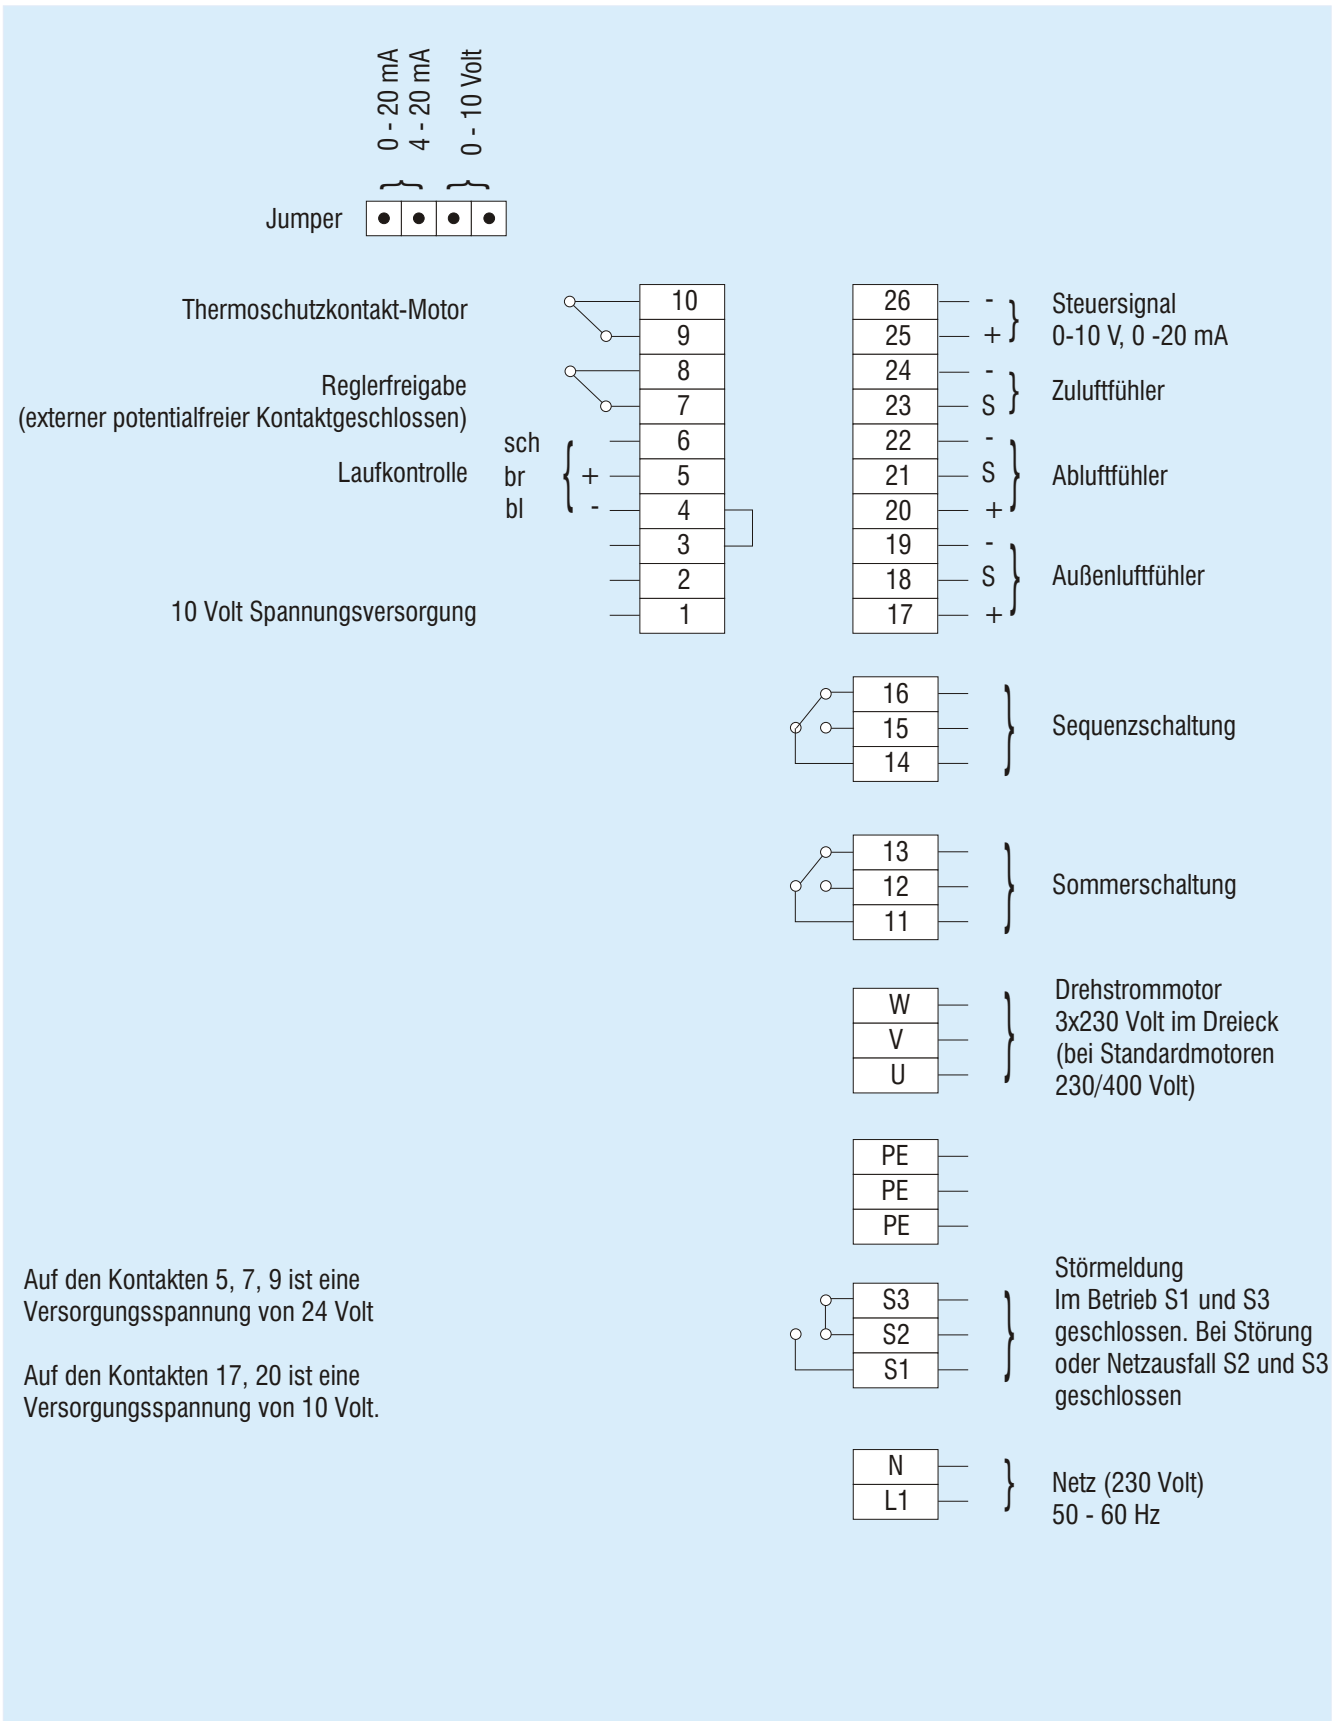 0 - 20 mA
4 - 20 mA
0 - 10 Volt
Jumper
Thermoschutzkontakt-Motor
10
9
Reglerfreigabe
(externer potentialfreier Kontaktgeschlossen)
8
7
Laufkontrolle
sch
br +
bl -
6
5
4
3
2
10 Volt Spannungsversorgung
1
26 -
25 +
Steuersignal
0-10 V, 0 -20 mA
24 -
23 S
Zuluftfühler
22 -
21 S
20 +
Abluftfühler
19 -
18 S
17 +
Außenluftfühler
16
15
14
Sequenzschaltung
13
12
11
Sommerschaltung
W
V
U
Drehstrommotor
3x230 Volt im Dreieck
(bei Standardmotoren
230/400 Volt)
PE
PE
PE
Auf den Kontakten 5, 7, 9 ist eine
Versorgungsspannung von 24 Volt
Auf den Kontakten 17, 20 ist eine
Versorgungsspannung von 10 Volt.
S3
S2
S1
Störmeldung
Im Betrieb S1 und S3
geschlossen. Bei Störung
oder Netzausfall S2 und S3
geschlossen
N
L1
Netz (230 Volt)
50 - 60 Hz